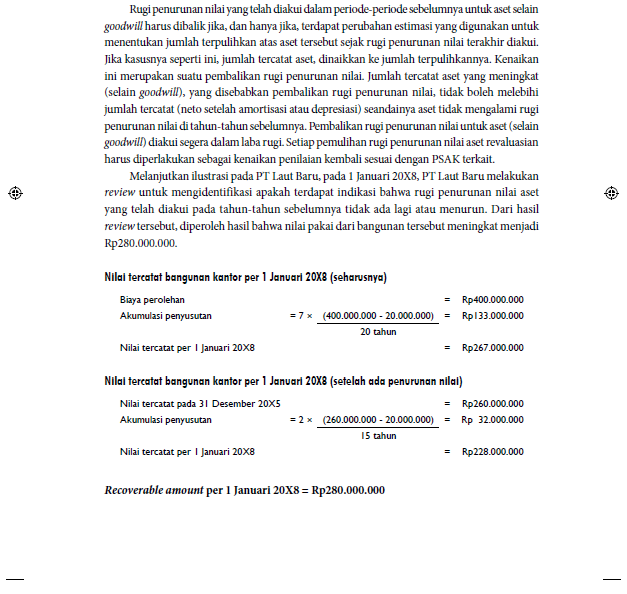 Rugi penurunan nilai yang telah diakui dalam periode-periode sebelumnya untuk aset selain
goodwill harus dibalik jika, dan hanya jika, terdapat perubahan estimasi yang digunakan untuk
menentukan jumlah terpulihkan atas aset tersebut sejak rugi penurunan nilai terakhir diakui.
Jika kasusnya seperti ini, jumlah tercatat aset, dinaikkan ke jumlah terpulihkannya. Kenaikan
ini merupakan suatu pembalikan rugi penurunan nilai. Jumlah tercatat aset yang meningkat
(selain goodwill), yang disebabkan pembalikan rugi penurunan nilai, tidak boleh melebihi
jumlah tercatat (neto setelah amortisasi atau depresiasi) seandainya aset tidak mengalami rugi
penurunan nilai di tahun-tahun sebelumnya. Pembalikan rugi penurunan nilai untuk aset (selain
goodwill) diakui segera dalam laba rugi. Setiap pemulihan rugi penurunan nilai aset revaluasian
harus diperlakukan sebagai kenaikan penilaian kembali sesuai dengan PSAK terkait.
Melanjutkan ilustrasi pada PT Laut Baru, pada 1 Januari 20X8, PT Laut Baru melakukan
review untuk mengidentifikasi apakah terdapat indikasi bahwa rugi penurunan nilai aset
yang telah diakui pada tahun-tahun sebelumnya tidak ada lagi atau menurun. Dari hasil
review tersebut, diperoleh hasil bahwa nilai pakai dari bangunan tersebut meningkat menjadi
Rp280.000.000.
Nilai tercatat bangunan kantor per 1 Januari 20X8 (seharusnya)
Biaya perolehan = Rp400.000.000
Akumulasi penyusutan = 7 × (400.000.000 - 20.000.000) = Rp133.000.000
20 tahun
Nilai tercatat per 1 Januari 20X8 = Rp267.000.000
Nilai tercatat bangunan kantor per 1 Januari 20X8 (setelah ada penurunan nilai)
Nilai tercatat pada 31 Desember 20X5 = Rp260.000.000
Akumulasi penyusutan = 2 × (260.000.000 - 20.000.000) = Rp 32.000.000
15 tahun
Nilai tercatat per 1 Januari 20X8 = Rp228.000.000
Recoverable amount per 1 Januari 20X8 = Rp280.000.000